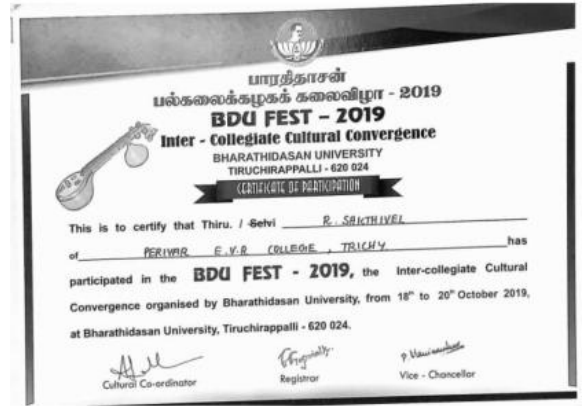 பாரதிதாசன்
பல்கலைக்கழகக் கலைவிழா - 2019
BDU FEST – 2019
Inter - Collegiate Cultural Convergence
BHARATHIDASAN UNIVERSITY
TIRUCHIRAPPALLI - 620 024
CERTIFICATE OF PARTICIPATION
This is to certify that Thiru. / Selvi R. SAKTHIVEL
of PERIYAR E.V.R COLLEGE, TRICHY has
participated in the BDU FEST - 2019, the Inter-collegiate Cultural
Convergence organised by Bharathidasan University, from 18th to 20th October 2019,
at Bharathidasan University, Tiruchirappalli - 620 024.
Cultural Co-ordinator Registrar Vice - Chancellor